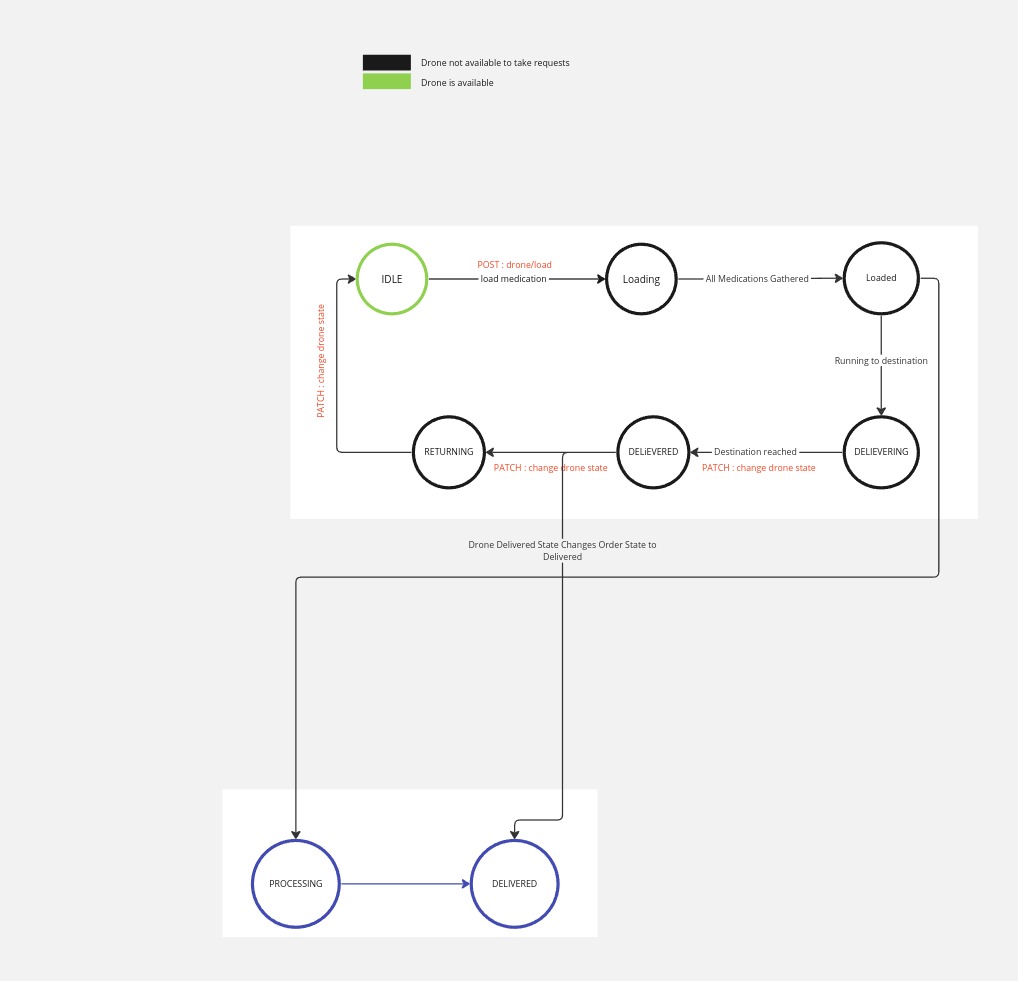 Drone not available to take requests
Drone is available
POST : drone/load
IDLE
load medication
Loading
All Medications Gathered
Loaded
PATCH : change drone state
Running to destination
RETURNING
DELiEVERED
Destination reached
DELIEVERING
PATCH : change drone state
PATCH : change drone state
Drone Delivered State Changes Order State to
Delivered
PROCESSING
DELIVERED